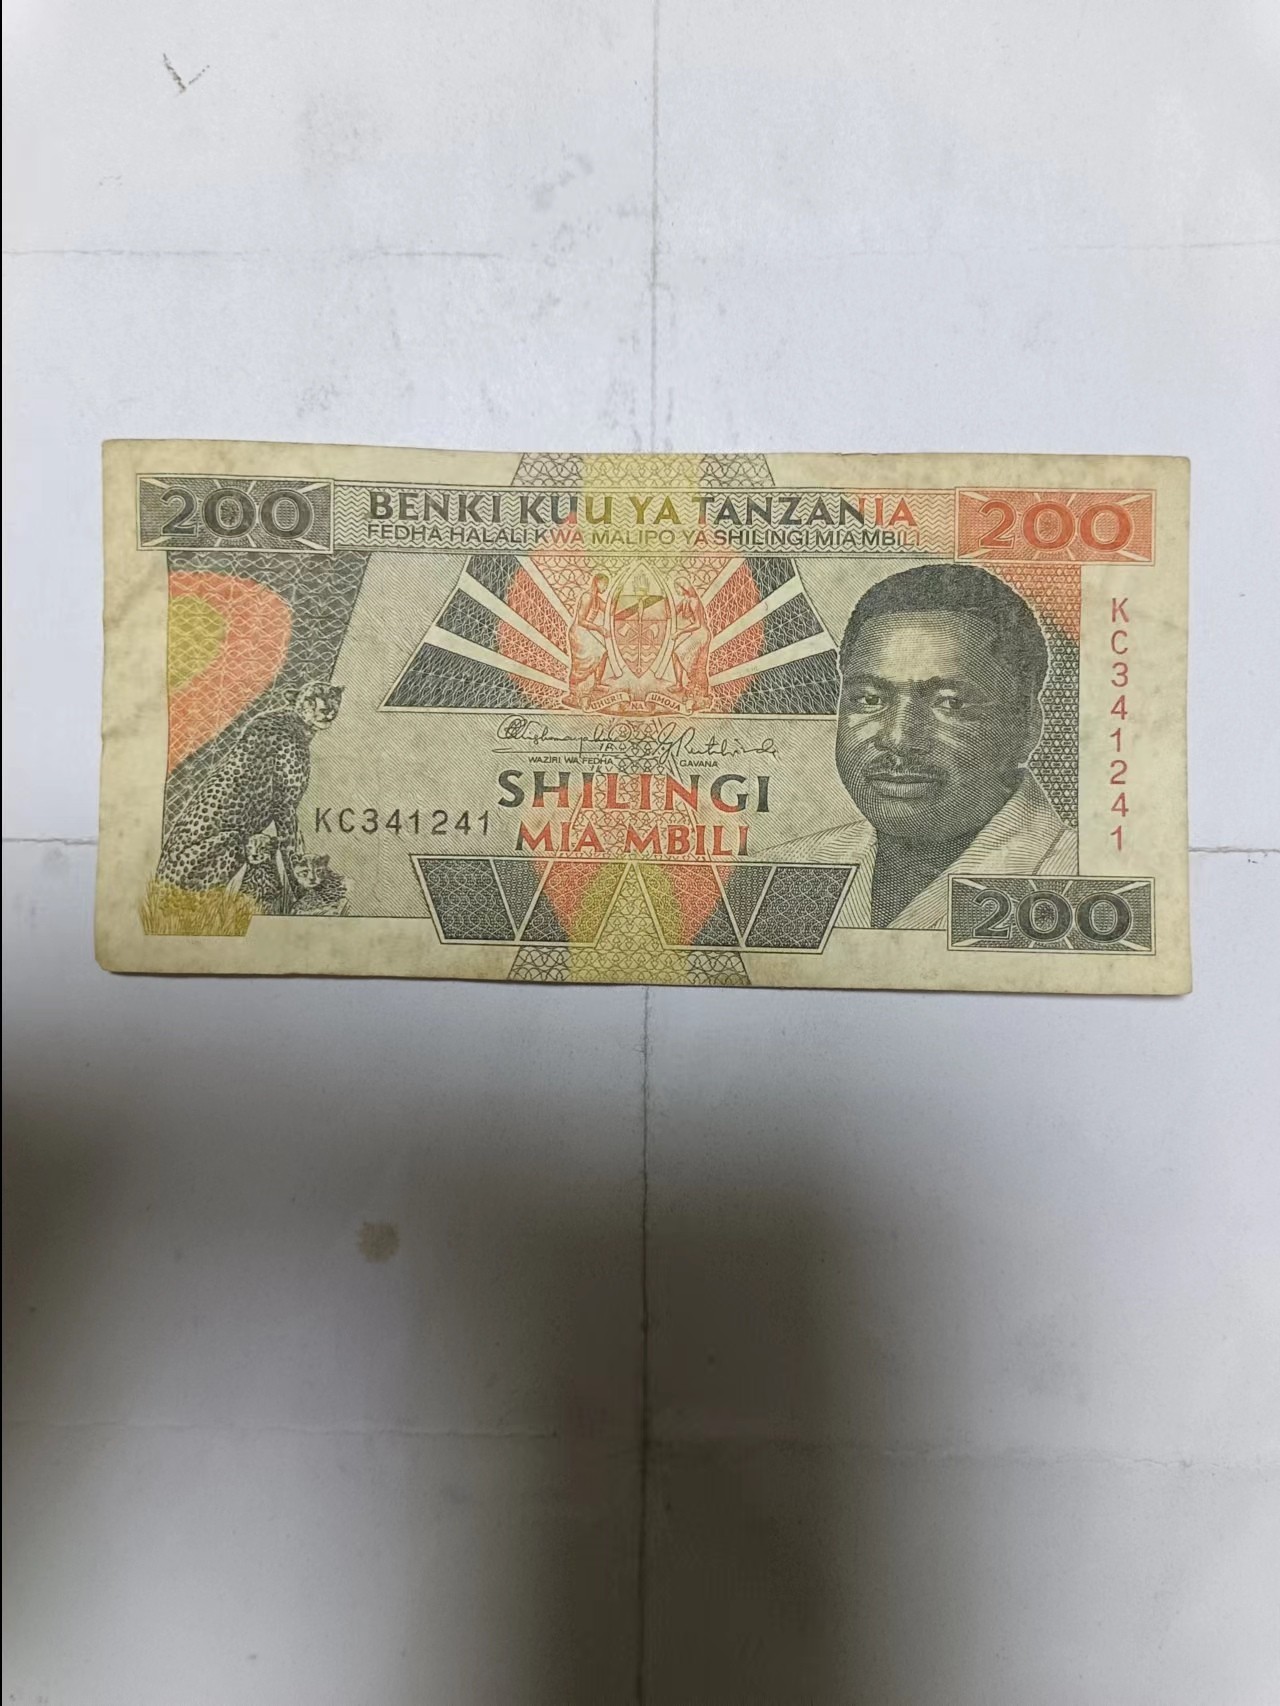 200
BENKI KUU YA TANZANIA
200
FEDHA HALALI KWA MALIPO YA SHILINGI MIA MBILI
KC341241
UHURU NA UMOJA
WAZIRI WA FEDHA
GAVANA
SHILINGI
KC341241
MIA MBILI
200